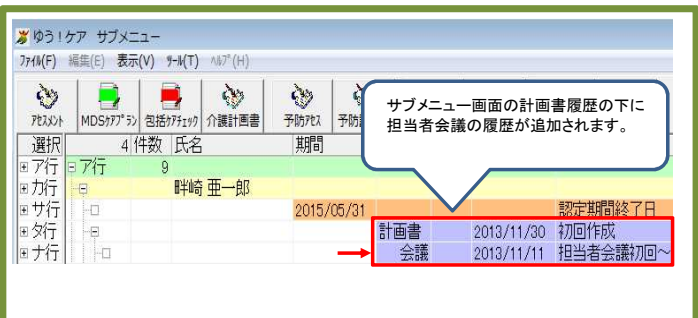 ゆう!ケア サブメニュー
ファイル(F) 編集(E) 表示(V) ツール(T) ヘルプ(H)
アセスメント MDSケアプラン 包括ケアチェック 介護計画書 予防アセス
サブメニュー画面の計画書履歴の下に
担当者会議の履歴が追加されます。
選択 4 件数 氏名 期間
ア行 ア行 9
カ行 畔崎 亜一郎
サ行 2015/05/31 認定期間終了日
タ行 計画書 2013/11/30 初回作成
ナ行 会議 2013/11/11 担当者会議初回~